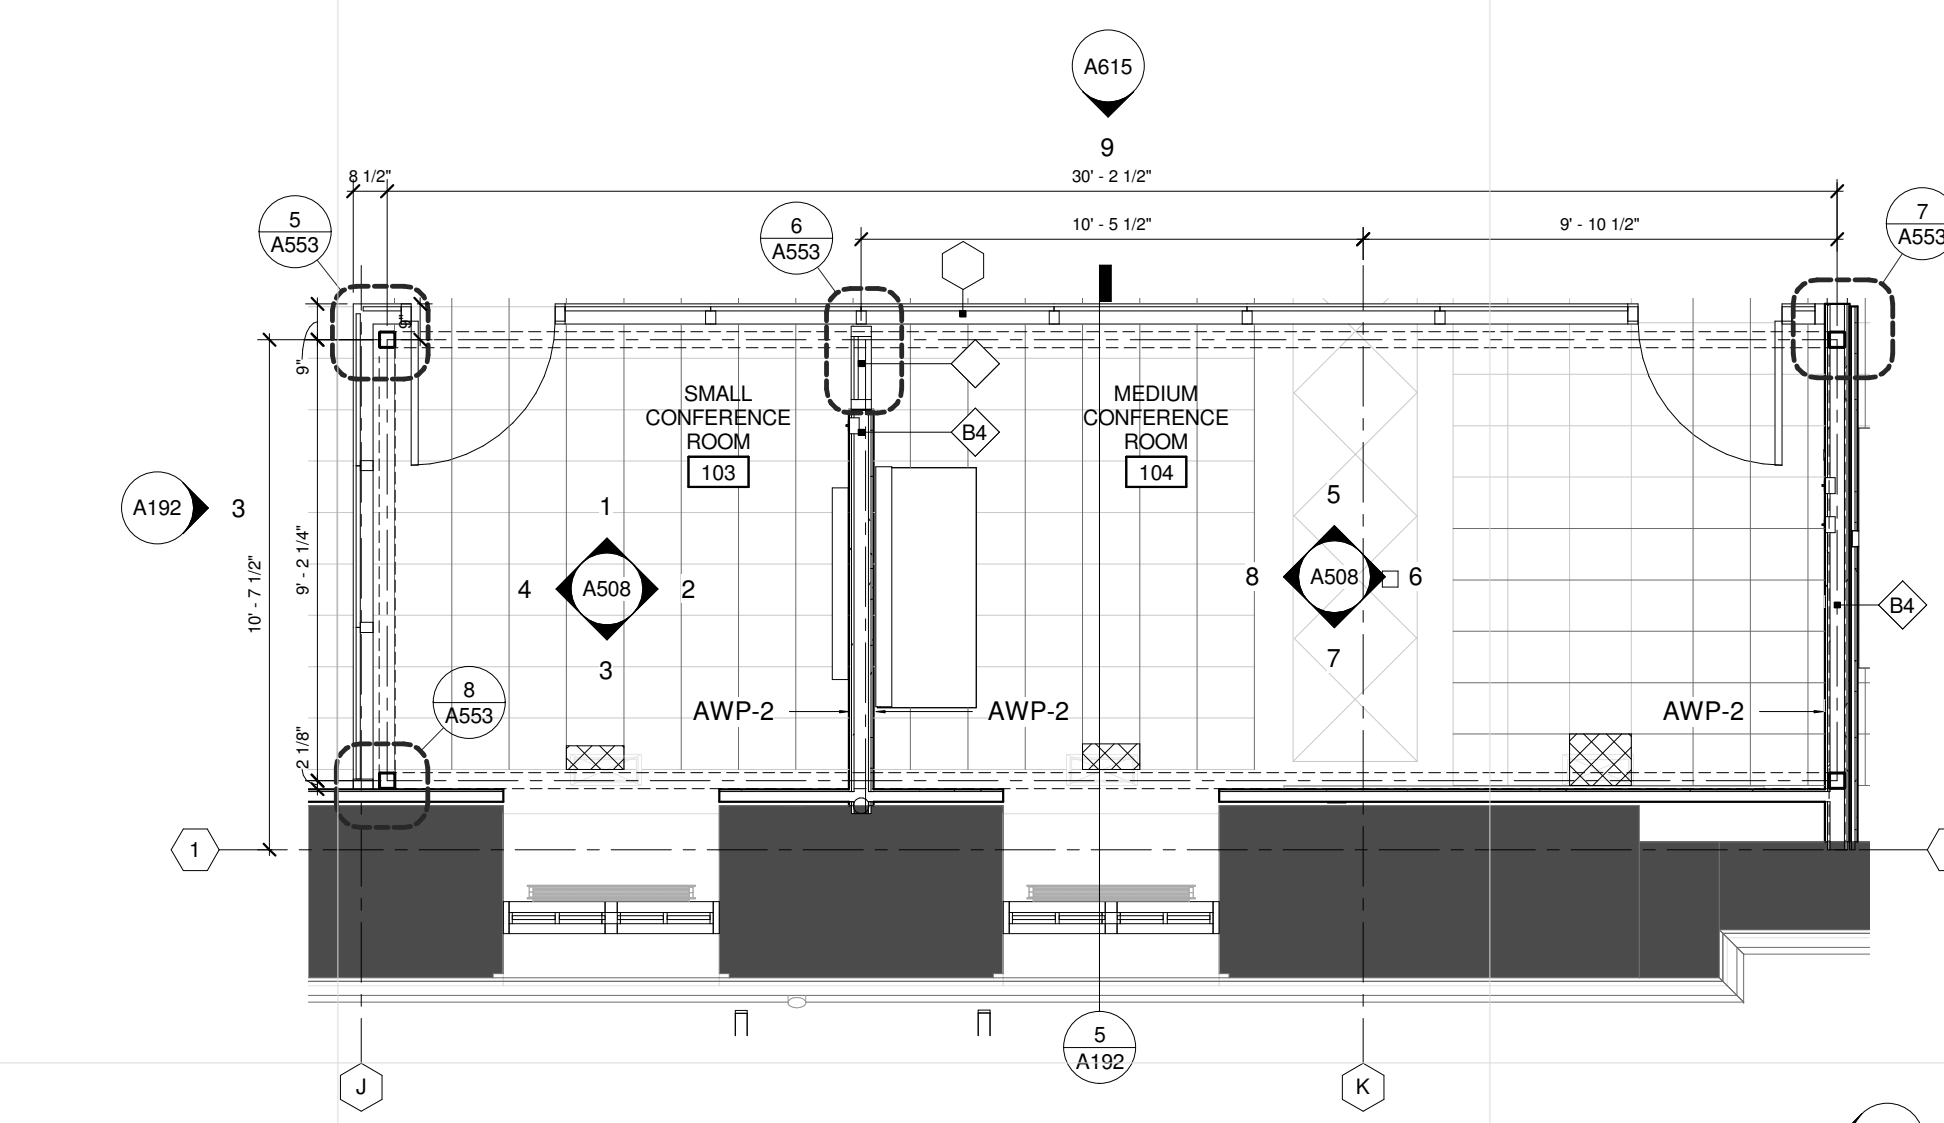 A615
9
8 1/2"
30' - 2 1/2"
5
A553
6
A553
10' - 5 1/2"
9' - 10 1/2"
7
A553
9"
9"
SMALL
CONFERENCE
ROOM
103
MEDIUM
CONFERENCE
ROOM
104
B4
A192
3
10' - 7 1/2"
9' - 2 1/4"
1
4
A508
2
3
5
8
A508
6
7
B4
8
A553
AWP-2
AWP-2
AWP-2
2 1/8"
1
5
A192
J
K